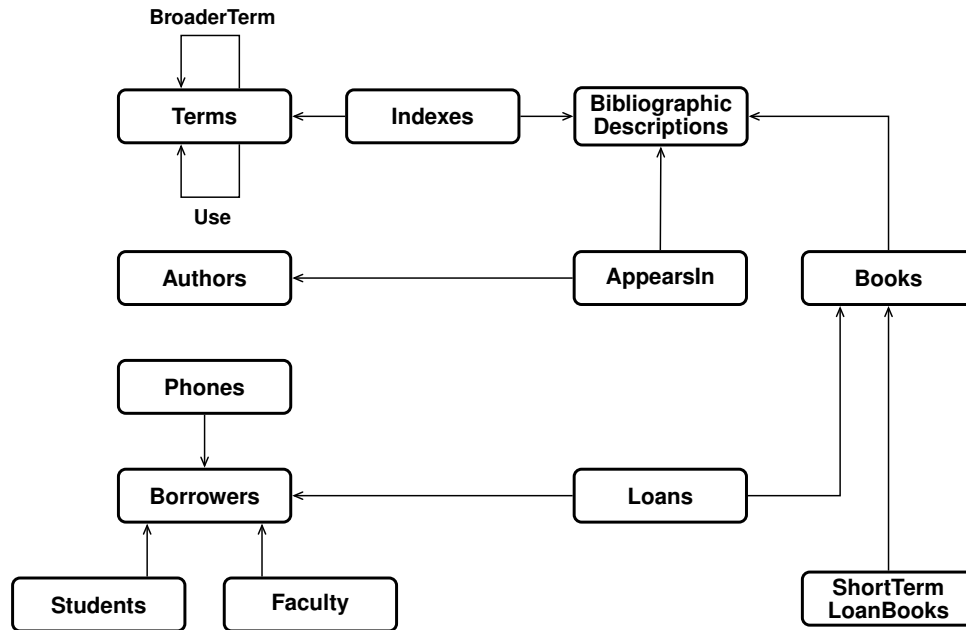 BroaderTerm
Terms
Indexes
Bibliographic
Descriptions
Use
Authors
AppearsIn
Books
Phones
Borrowers
Loans
Students
Faculty
ShortTerm
LoanBooks